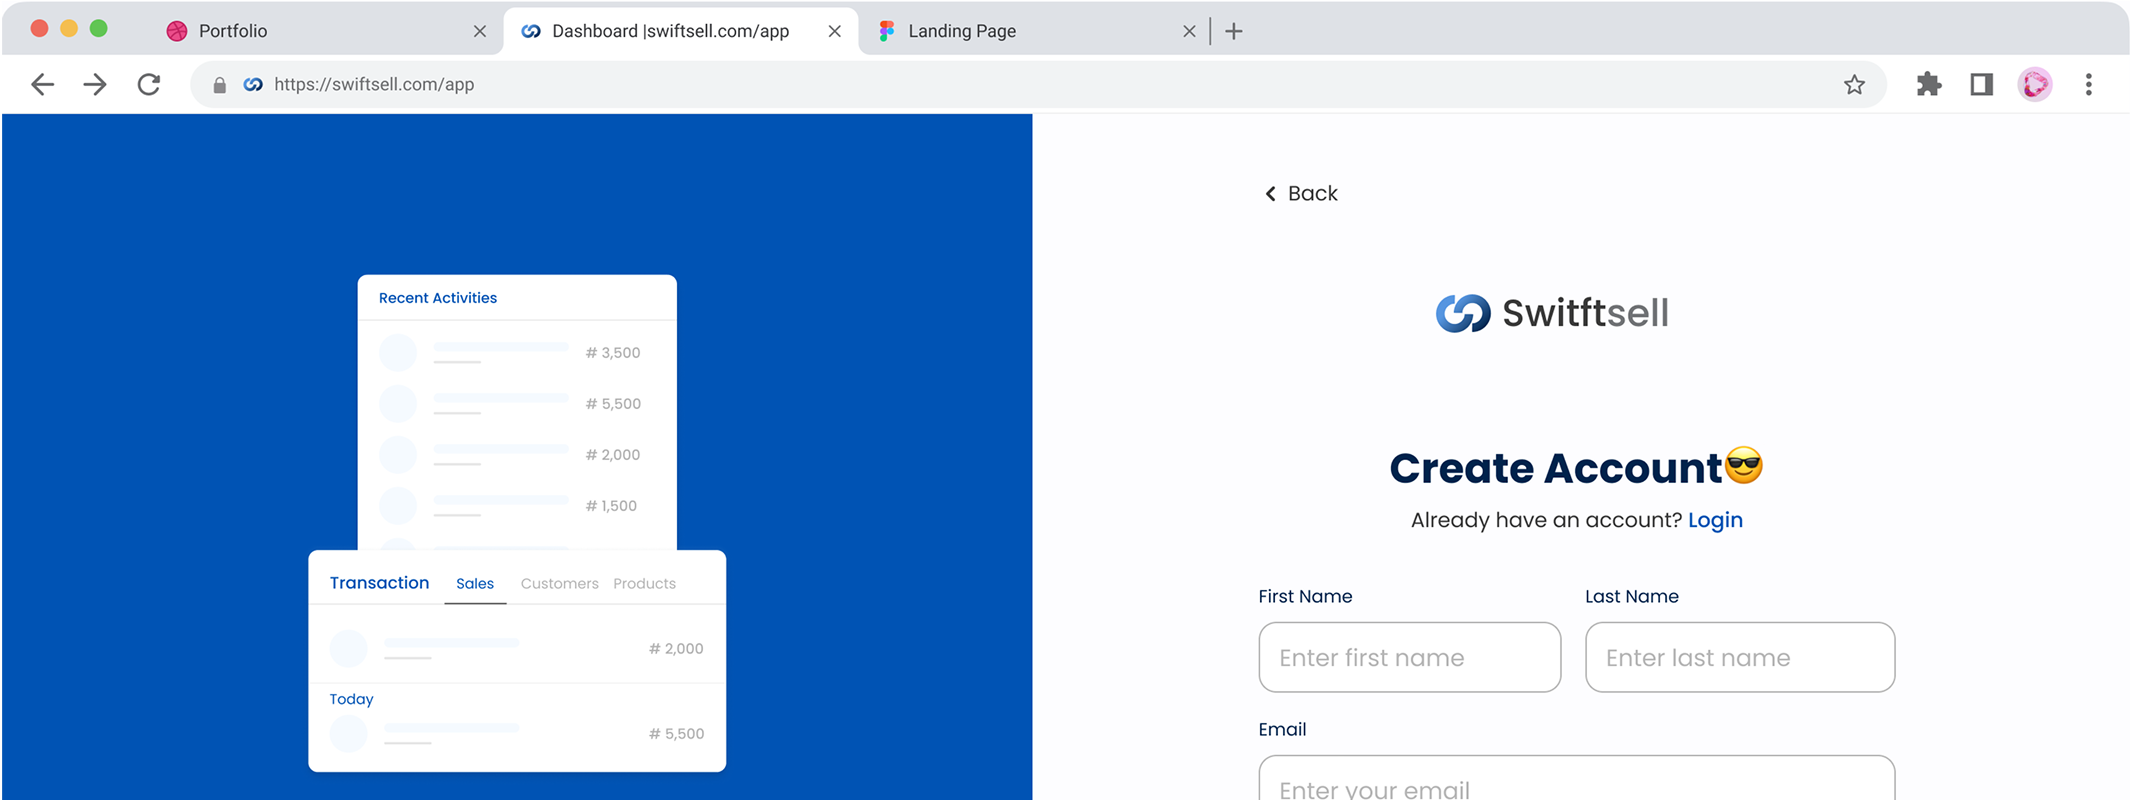 Portfolio
Dashboard |swiftsell.com/app
Landing Page
https://swiftsell.com/app
Recent Activities
# 3,500
# 5,500
# 2,000
# 1,500
Transaction Sales Customers Products
# 2,000
Today
# 5,500
Back
Switftsell
Create Account😎
Already have an account? Login
First Name Last Name
Enter first name Enter last name
Email
Enter your email